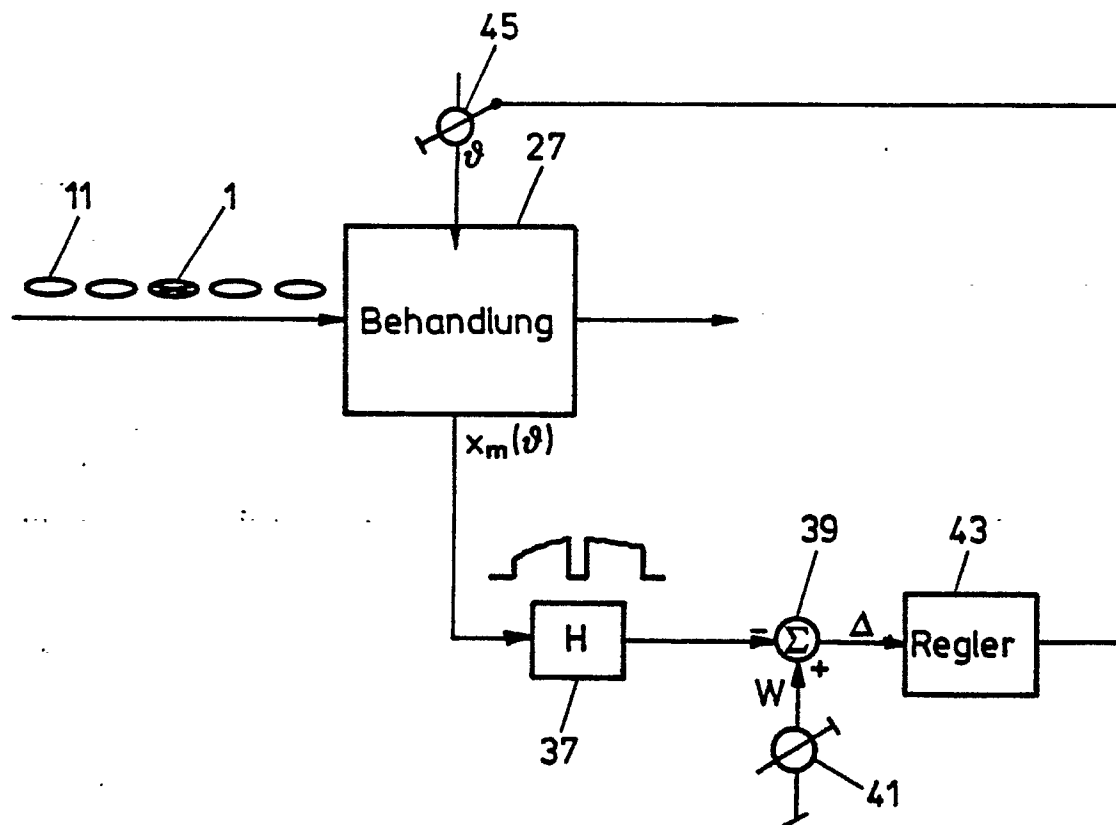 45
ϑ
27
11
1
Behandlung
xm(ϑ)
39
43
H
-
Σ
Δ
Regler
+
W
37
41